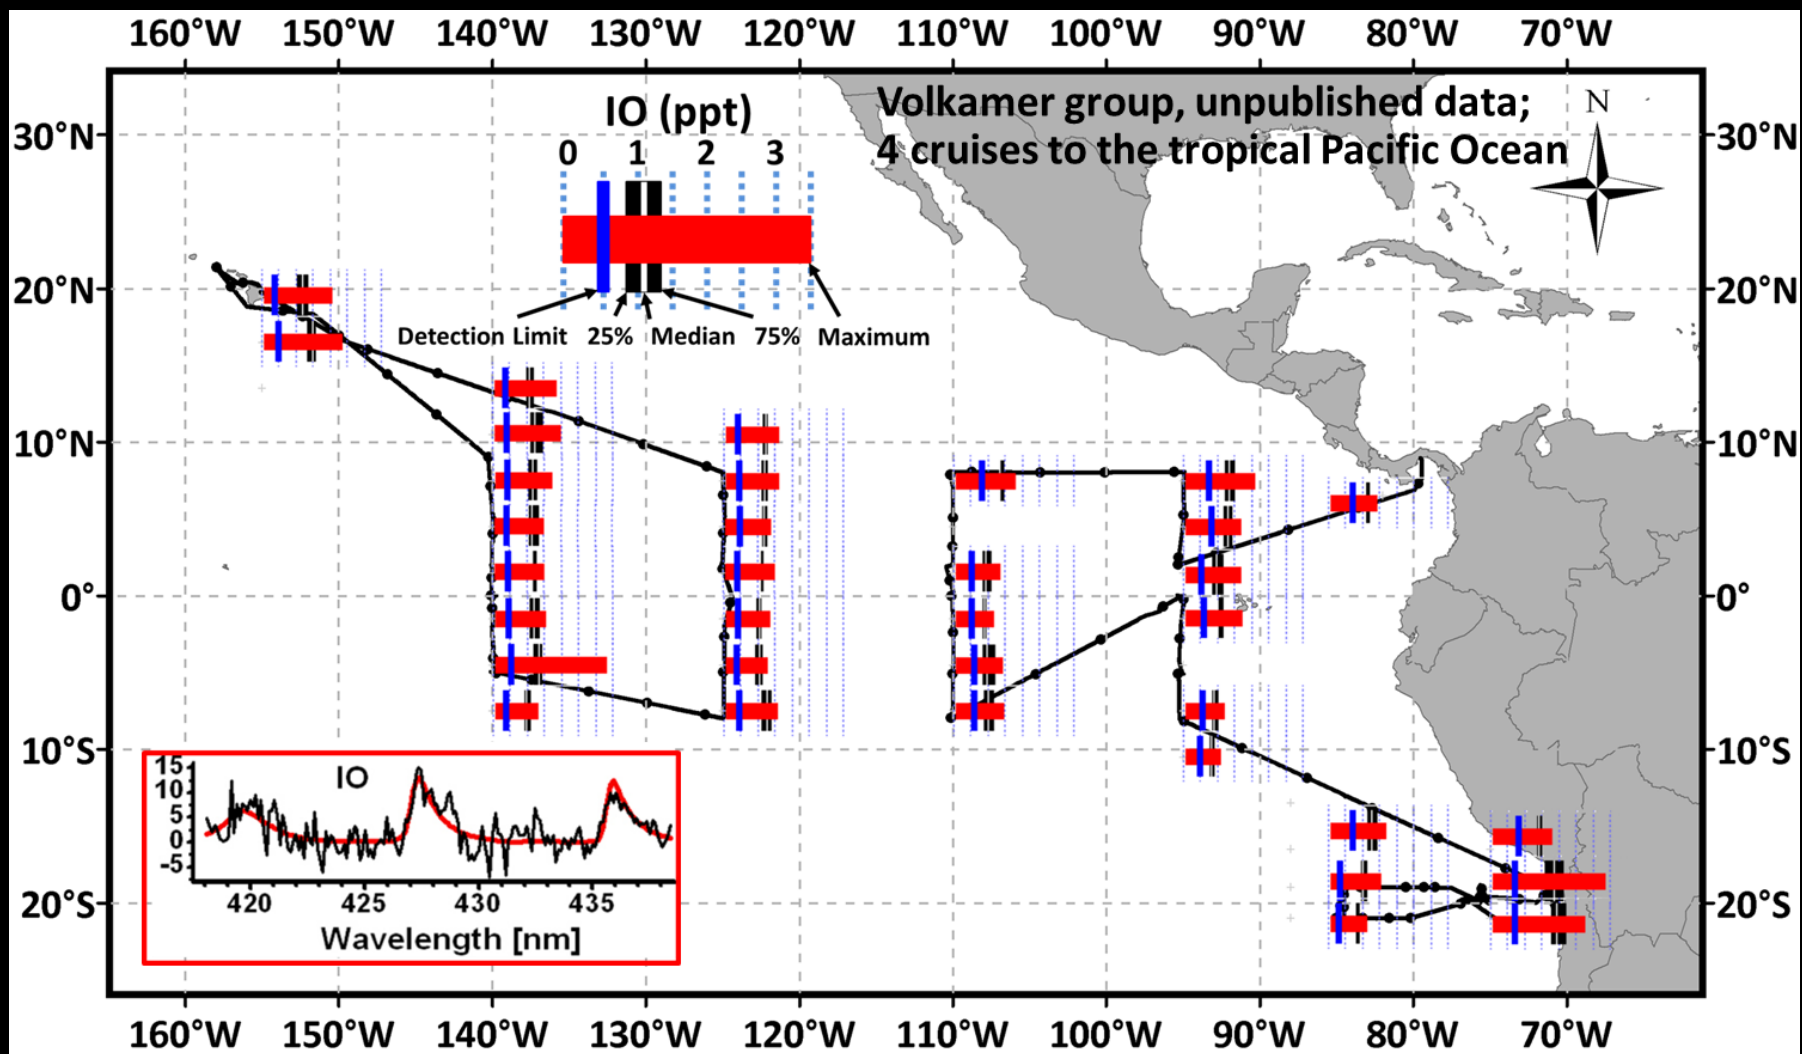 160°W 150°W 140°W 130°W 120°W 110°W 100°W 90°W 80°W 70°W
IO (ppt)
0 1 2 3
Volkamer group, unpublished data;
4 cruises to the tropical Pacific Ocean
N
30°N 30°N
20°N 20°N
Detection Limit 25% Median 75% Maximum
10°N 10°N
0° 0°
10°S 10°S
20°S 20°S
IO
15
10
5
0
-5
420 425 430 435
Wavelength [nm]
160°W 150°W 140°W 130°W 120°W 110°W 100°W 90°W 80°W 70°W